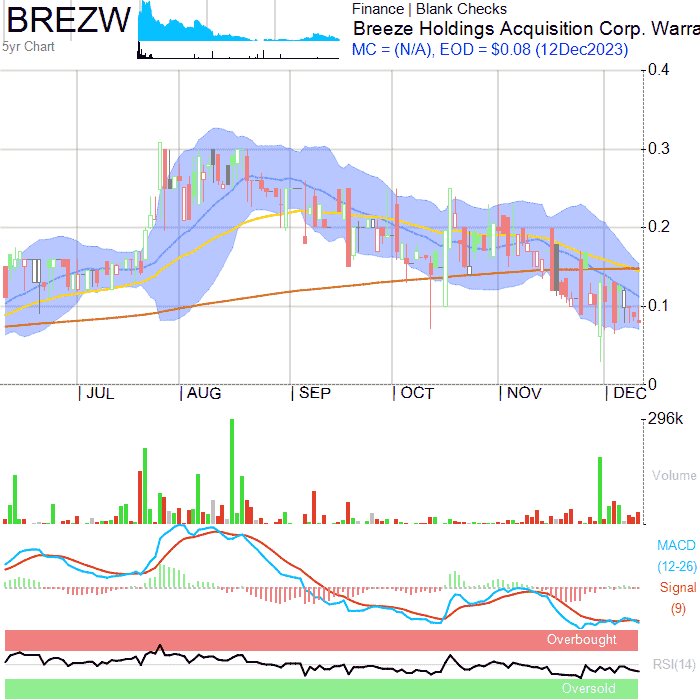 BREZW
5yr Chart
Finance | Blank Checks
Breeze Holdings Acquisition Corp. Warra
MC = (N/A), EOD = $0.08 (12Dec2023)
0.4
0.3
0.2
0.1
0
JUL AUG SEP OCT NOV DEC
296k
Volume
MACD
(12-26)
Signal
(9)
Overbought
RSI(14)
Oversold